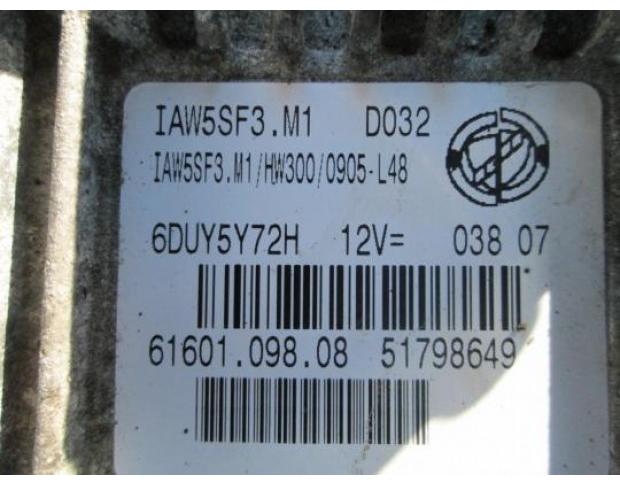 IAW5SF3.M1 D032
IAW5SF3.M1/HW300/0905-L48
6DUY5Y72H 12V= 038 07
61601.098.08 51798649